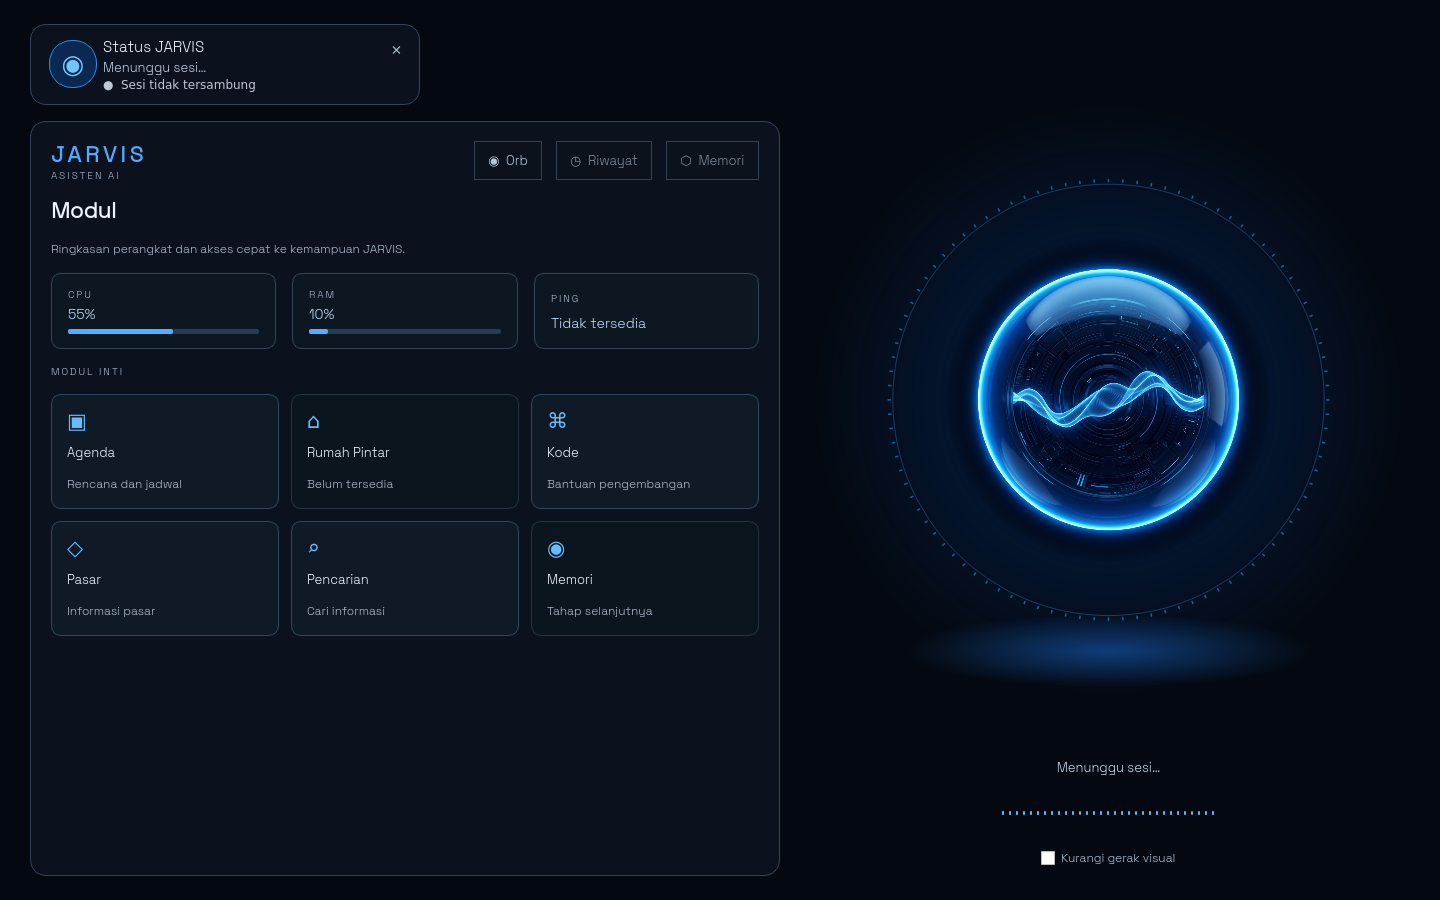 Status JARVIS
Menunggu sesi...
Sesi tidak tersambung
×
JARVIS
ASISTEN AI
Orb
Riwayat
Memori
Modul
Ringkasan perangkat dan akses cepat ke kemampuan JARVIS.
CPU
55%
RAM
10%
PING
Tidak tersedia
MODUL INTI
Agenda
Rencana dan jadwal
Rumah Pintar
Belum tersedia
Kode
Bantuan pengembangan
Pasar
Informasi pasar
Pencarian
Cari informasi
Memori
Tahap selanjutnya
Menunggu sesi...
Kurangi gerak visual